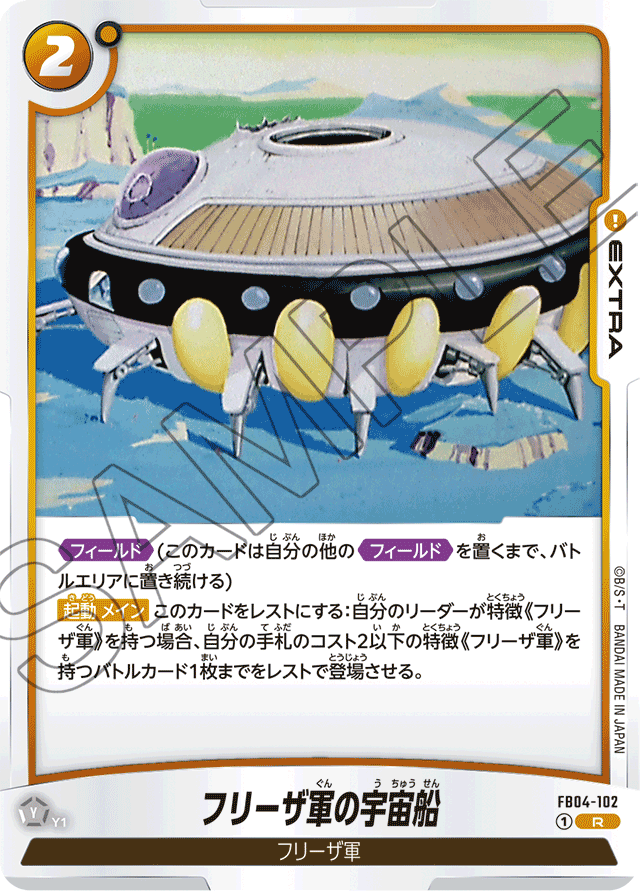 2
EXTRA
SAMPLE
フィールド (このカードは自分の他の フィールド を置くまで、バト
ルエリアに置き続ける)
起動 メイン このカードをレストにする:自分のリーダーが特徴《フリー
ザ軍》を持つ場合、自分の手札のコスト2以下の特徴《フリーザ軍》を
持つバトルカード1枚までをレストで登場させる。
©B/S・T BANDAI MADE IN JAPAN
Y Y1
フリーザ軍の宇宙船
FB04-102
1 R
フリーザ軍